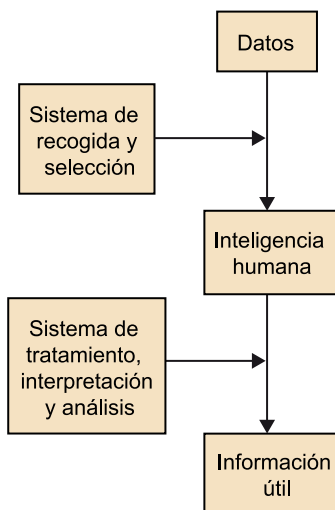 Datos
Sistema de
recogida y
selección
Inteligencia
humana
Sistema de
tratamiento,
interpretación
y análisis
Información
útil